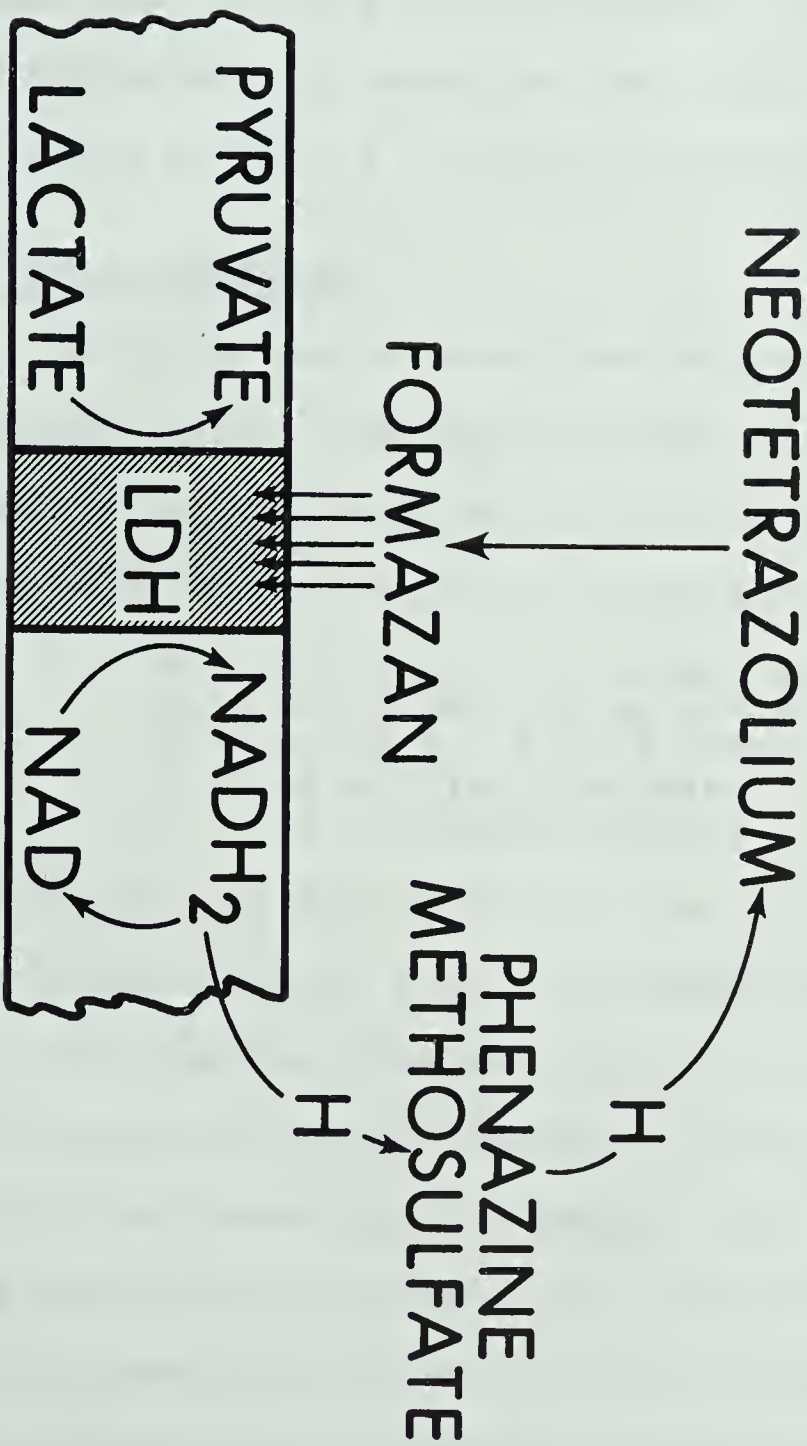 NEOTETRAZOLIUM
H
PHENAZINE
METHOSULFATE
FORMAZAN
H
PYRUVATE
NADH2
LDH
LACTATE
NAD